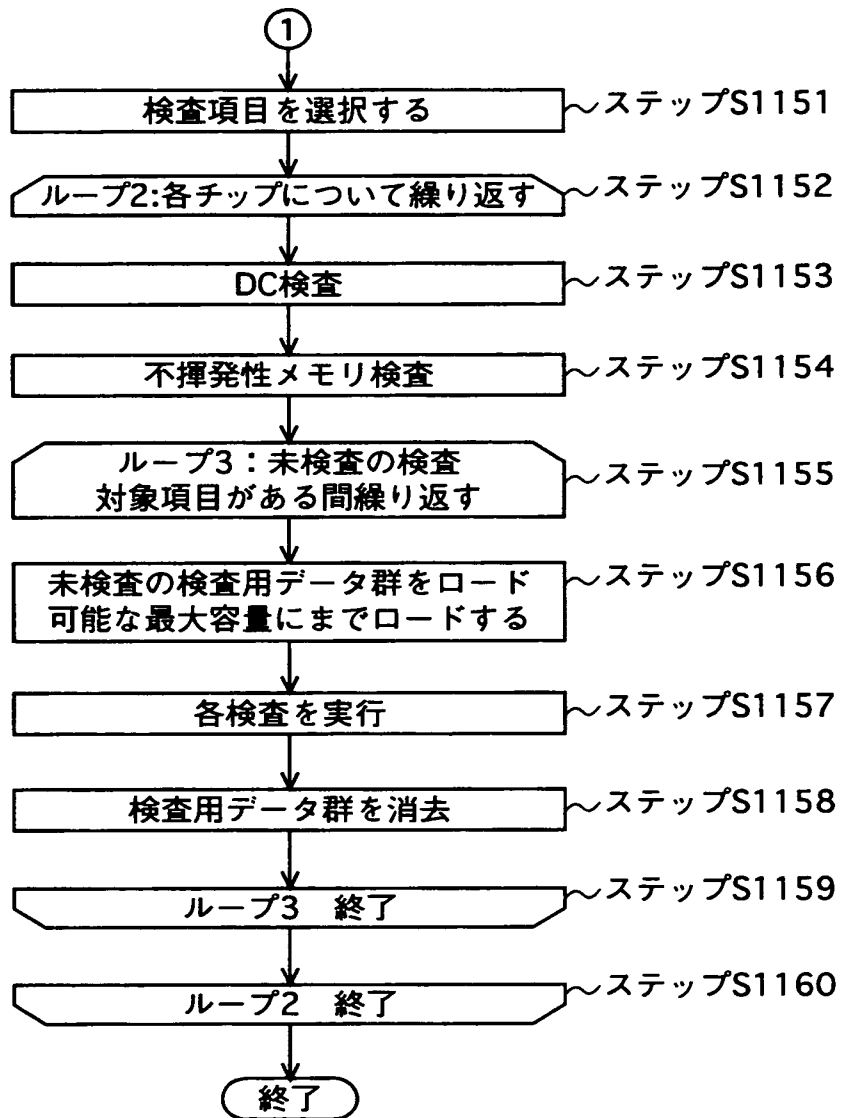 1
検査項目を選択する
ステップS1151
ループ2:各チップについて繰り返す
ステップS1152
DC検査
ステップS1153
不揮発性メモリ検査
ステップS1154
ループ3：未検査の検査
対象項目がある間繰り返す
ステップS1155
未検査の検査用データ群をロード
可能な最大容量にまでロードする
ステップS1156
各検査を実行
ステップS1157
検査用データ群を消去
ステップS1158
ループ3　終了
ステップS1159
ループ2　終了
ステップS1160
終了